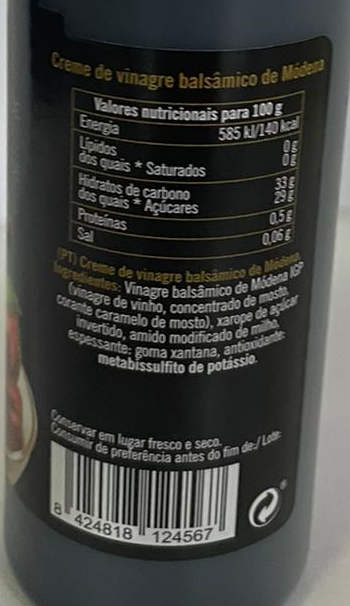 Creme de vinagre balsâmico de Módena
Valores nutricionais para 100 g
Energia 585 kJ/140 kcal
Lípidos 0 g
dos quais * Saturados 0 g
Hidratos de carbono 33 g
dos quais * Açúcares 29 g
Proteínas 0,5 g
Sal 0,06 g
(PT) Creme de vinagre balsâmico de Módena.
Ingredientes: Vinagre balsâmico de Módena IGP
(vinagre de vinho, concentrado de mosto,
corante caramelo de mosto), xarope de açúcar
invertido, amido modificado de milho,
espessante: goma xantana, antioxidante:
metabissulfito de potássio.
Conservar em lugar fresco e seco.
Consumir de preferência antes do fim de:/ Lote:
8 424818 124567